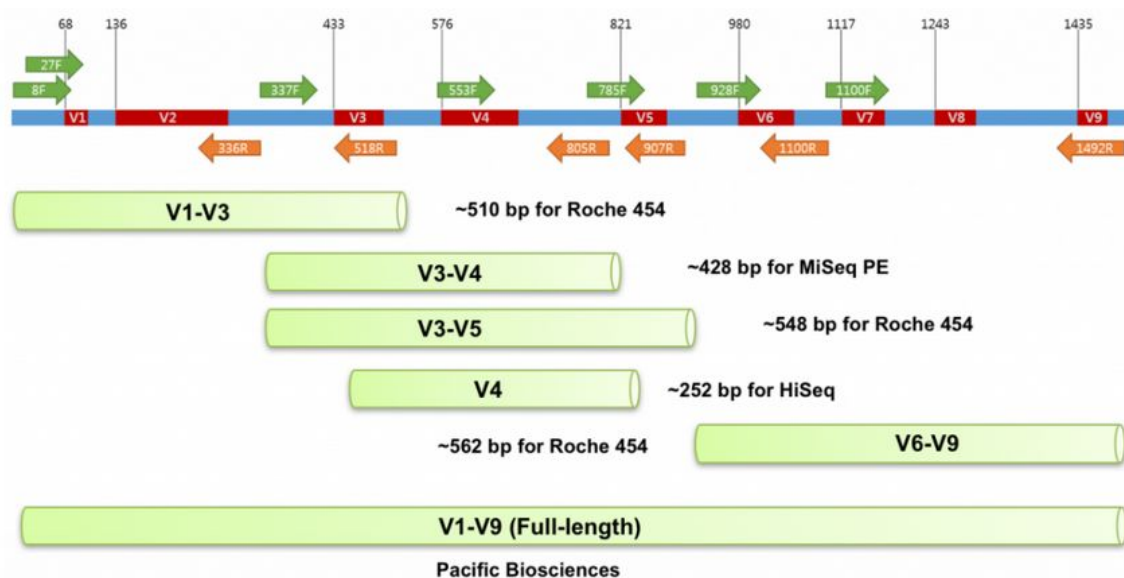 68 136 433 576 821 980 1117 1243 1435
27F
8F 337F 553F 785F 928F 1100F
V1 V2 V3 V4 V5 V6 V7 V8 V9
336R 518R 805R 907R 1100R 1492R
V1-V3 ~510 bp for Roche 454
V3-V4 ~428 bp for MiSeq PE
V3-V5 ~548 bp for Roche 454
V4 ~252 bp for HiSeq
~562 bp for Roche 454 V6-V9
V1-V9 (Full-length)
Pacific Biosciences